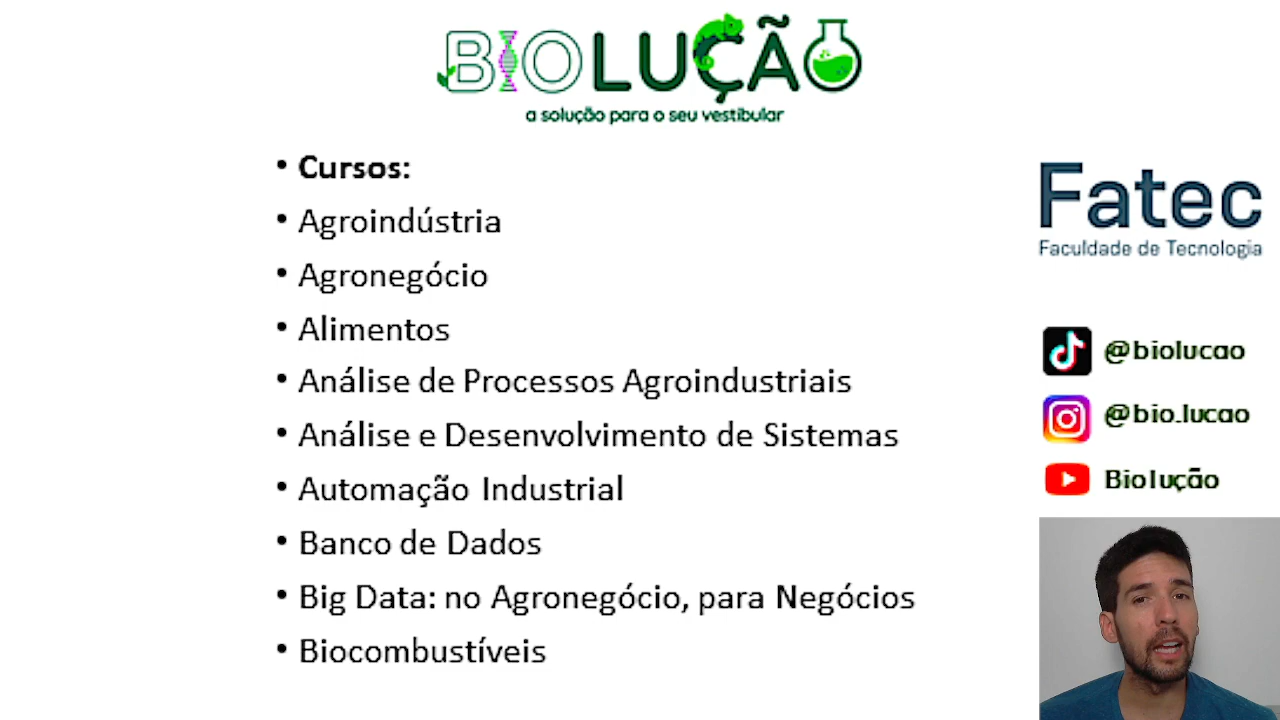 BIOLUÇÃO
a solução para o seu vestibular
• Cursos:
• Agroindústria
• Agronegócio
• Alimentos
• Análise de Processos Agroindustriais
• Análise e Desenvolvimento de Sistemas
• Automação Industrial
• Banco de Dados
• Big Data: no Agronegócio, para Negócios
• Biocombustíveis
Fatec
Faculdade de Tecnologia
@biolucao
@bio.lucao
Biolução